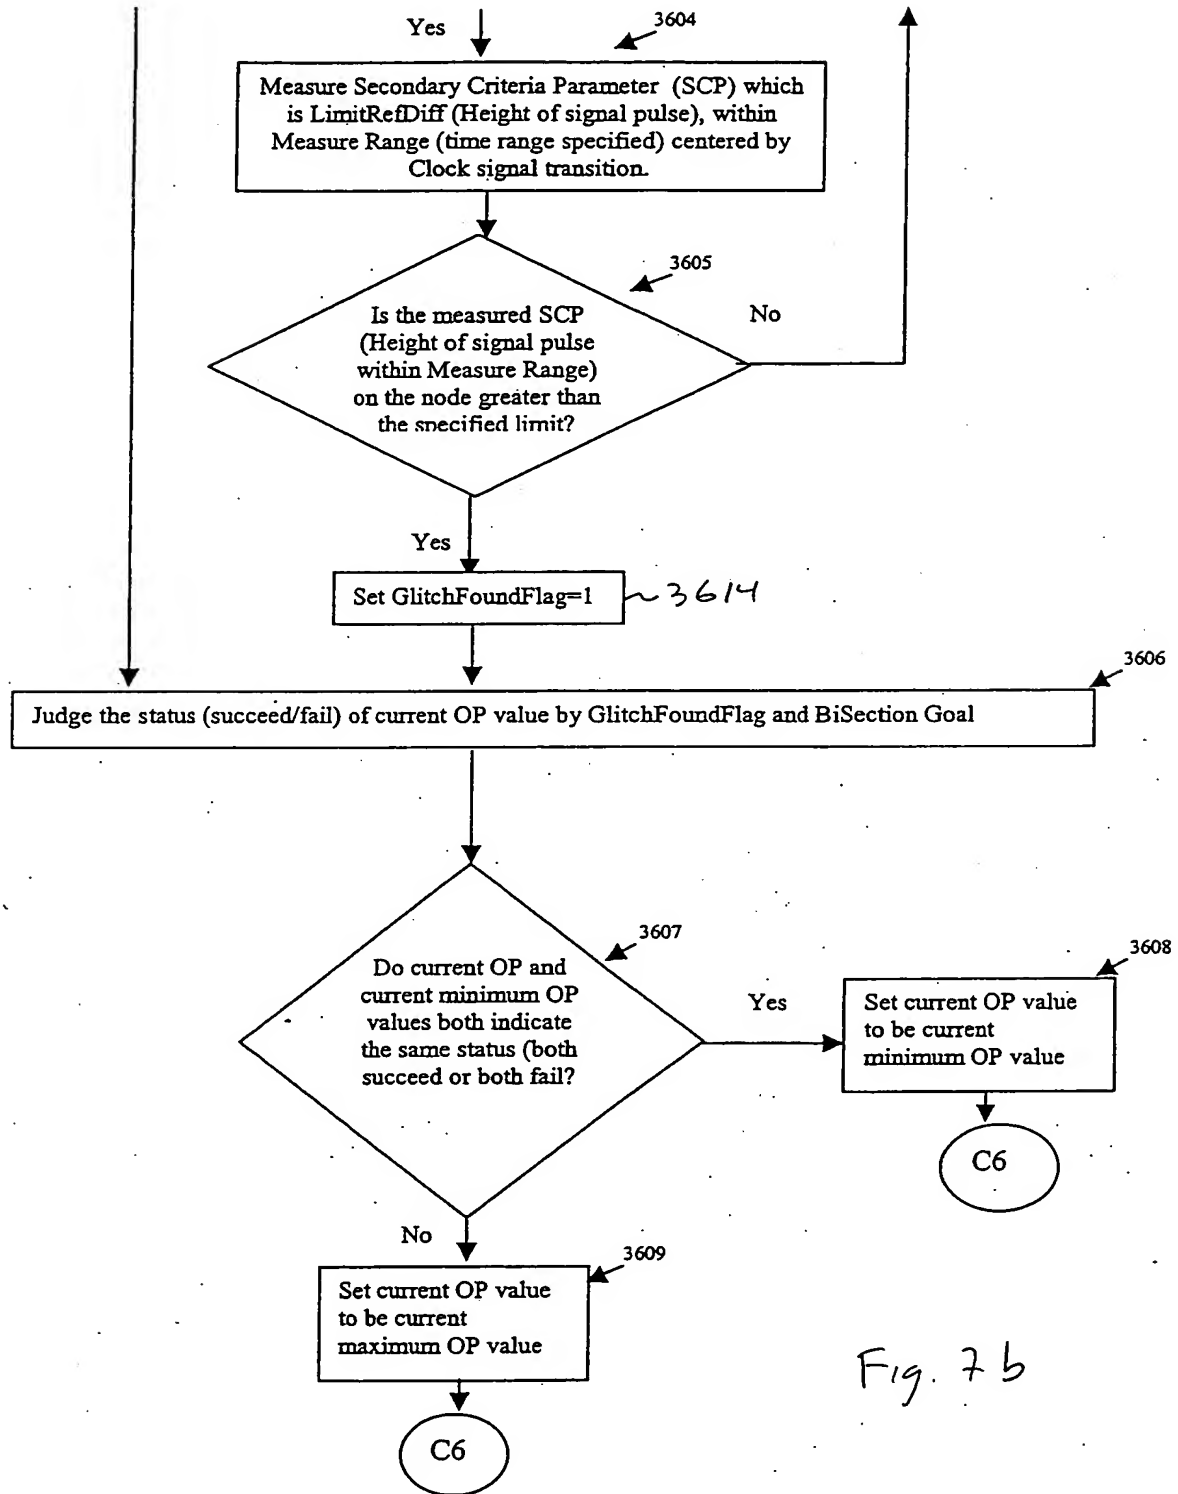 Yes
3604
Measure Secondary Criteria Parameter (SCP) which
is LimitRefDiff (Height of signal pulse), within
Measure Range (time range specified) centered by
Clock signal transition.
3605
Is the measured SCP
(Height of signal pulse
within Measure Range)
on the node greater than
the specified limit?
No
Yes
Set GlitchFoundFlag=1
~3614
3606
Judge the status (succeed/fail) of current OP value by GlitchFoundFlag and BiSection Goal
3607
Do current OP and
current minimum OP
values both indicate
the same status (both
succeed or both fail?
Yes
3608
Set current OP value
to be current
minimum OP value
C6
No
3609
Set current OP value
to be current
maximum OP value
C6
Fig. 7b